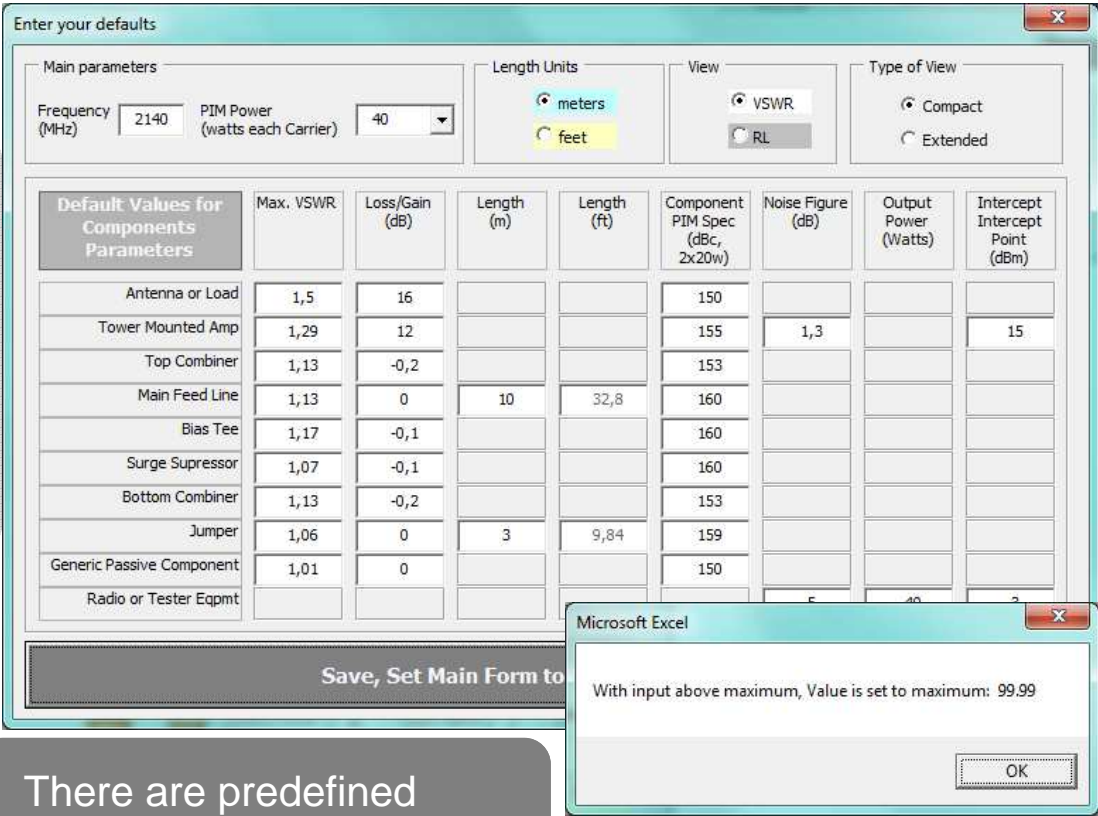 Enter your defaults
Main parameters
Length Units
View
Type of View
Frequency
(MHz)
2140
PIM Power
(watts each Carrier)
40
meters
feet
VSWR
RL
Compact
Extended
Default Values for
Components
Parameters
Max. VSWR
Loss/Gain
(dB)
Length
(m)
Length
(ft)
Component
PIM Spec
(dBc,
2x20w)
Noise Figure
(dB)
Output
Power
(Watts)
Intercept
Intercept
Point
(dBm)
Antenna or Load 1,5 16 150
Tower Mounted Amp 1,29 12 155 1,3 15
Top Combiner 1,13 -0,2 153
Main Feed Line 1,13 0 10 32,8 160
Bias Tee 1,17 -0,1 160
Surge Supressor 1,07 -0,1 160
Bottom Combiner 1,13 -0,2 153
Jumper 1,06 0 3 9,84 159
Generic Passive Component 1,01 0 150
Radio or Tester Eqpmt
Save, Set Main Form to
Microsoft Excel
With input above maximum, Value is set to maximum: 99.99
OK
There are predefined